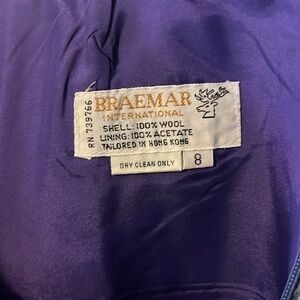 RN 739766
BRAEMAR
INTERNATIONAL
SHELL: 100% WOOL
LINING: 100% ACETATE
TAILORED IN HONG KONG
DRY CLEAN ONLY
8